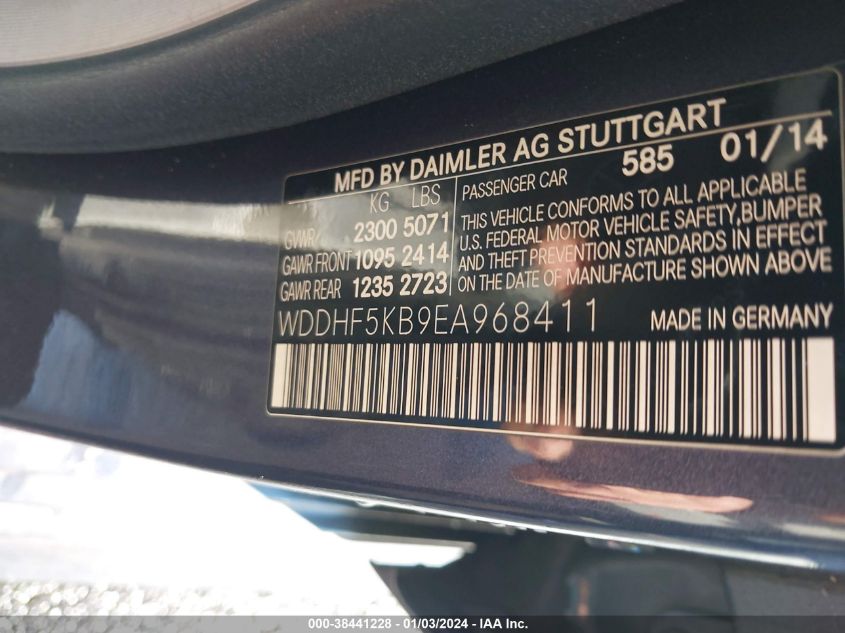 MFD BY DAIMLER AG STUTTGART
KG LBS
GVWR 2300 5071
GAWR FRONT 1095 2414
GAWR REAR 1235 2723
PASSENGER CAR 585 01/14
THIS VEHICLE CONFORMS TO ALL APPLICABLE
U.S. FEDERAL MOTOR VEHICLE SAFETY,BUMPER
AND THEFT PREVENTION STANDARDS IN EFFECT
ON THE DATE OF MANUFACTURE SHOWN ABOVE
WDDHF5KB9EA968411 MADE IN GERMANY
000-38441228 - 01/03/2024 - IAA Inc.